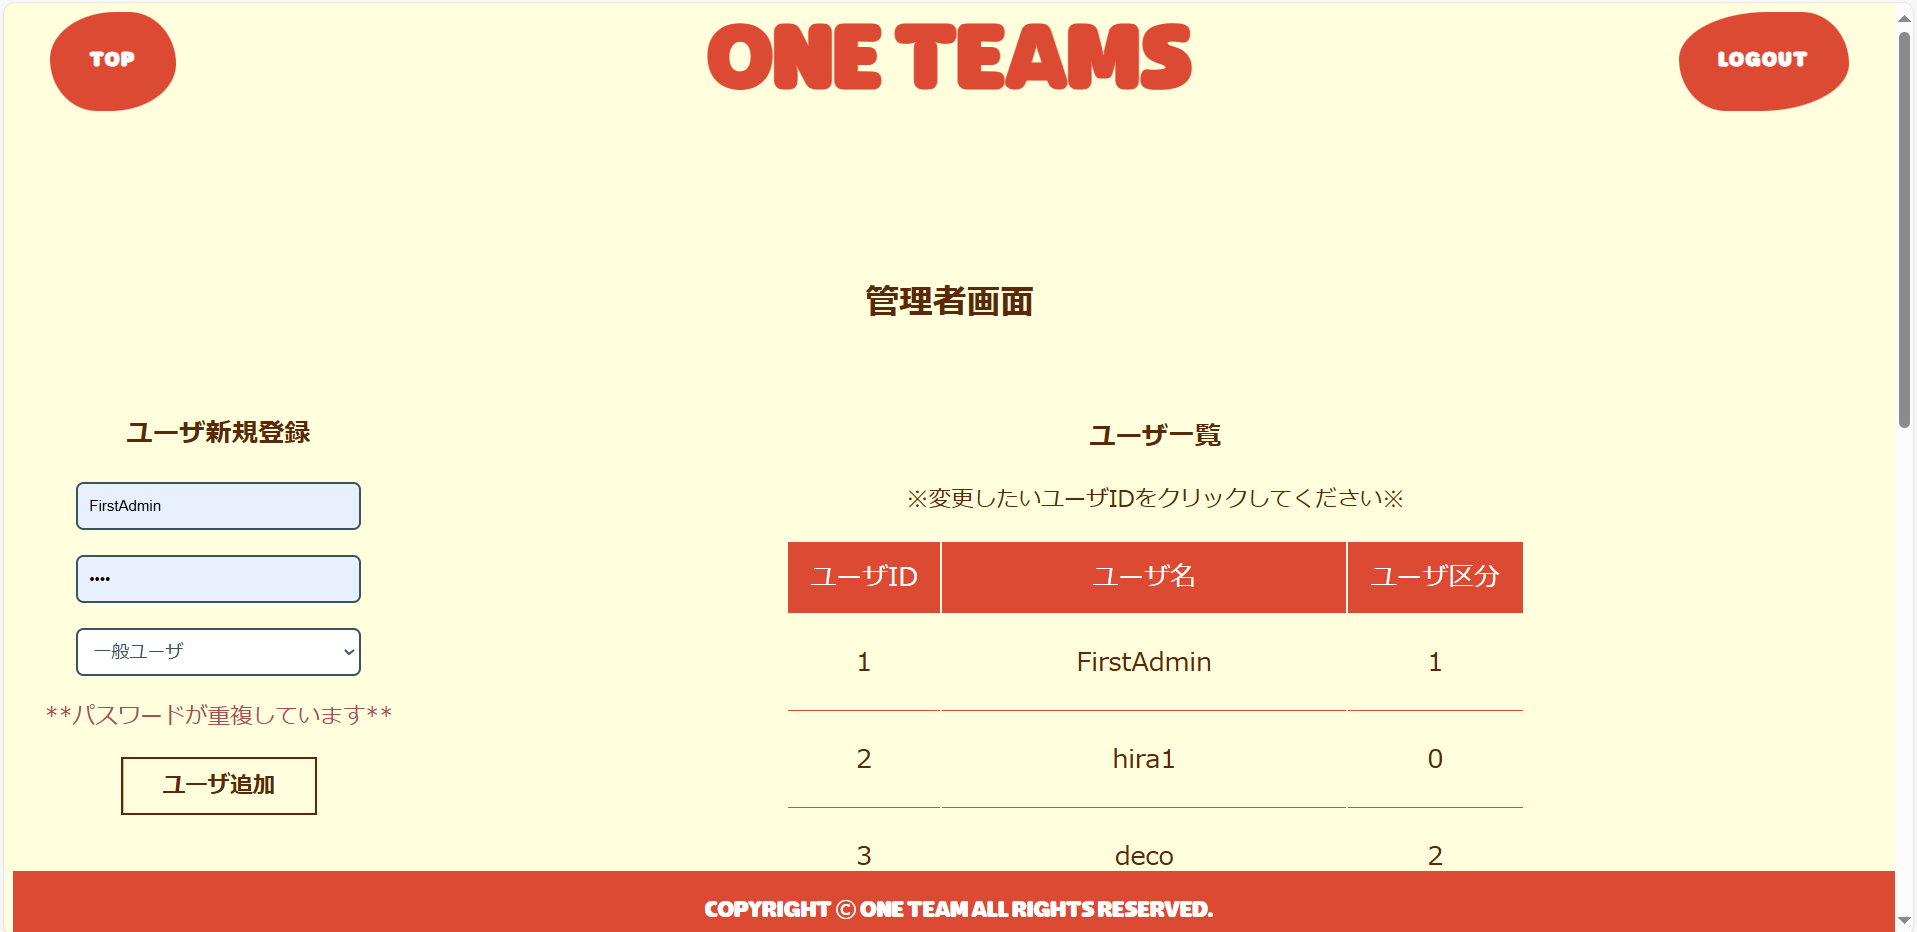 TOP
ONE TEAMS
LOGOUT
管理者画面
ユーザ新規登録
FirstAdmin
••••
一般ユーザ
**パスワードが重複しています**
ユーザ追加
ユーザ一覧
※変更したいユーザIDをクリックしてください※
ユーザID ユーザ名 ユーザ区分
1 FirstAdmin 1
2 hira1 0
3 deco 2
COPYRIGHT © ONE TEAM ALL RIGHTS RESERVED.